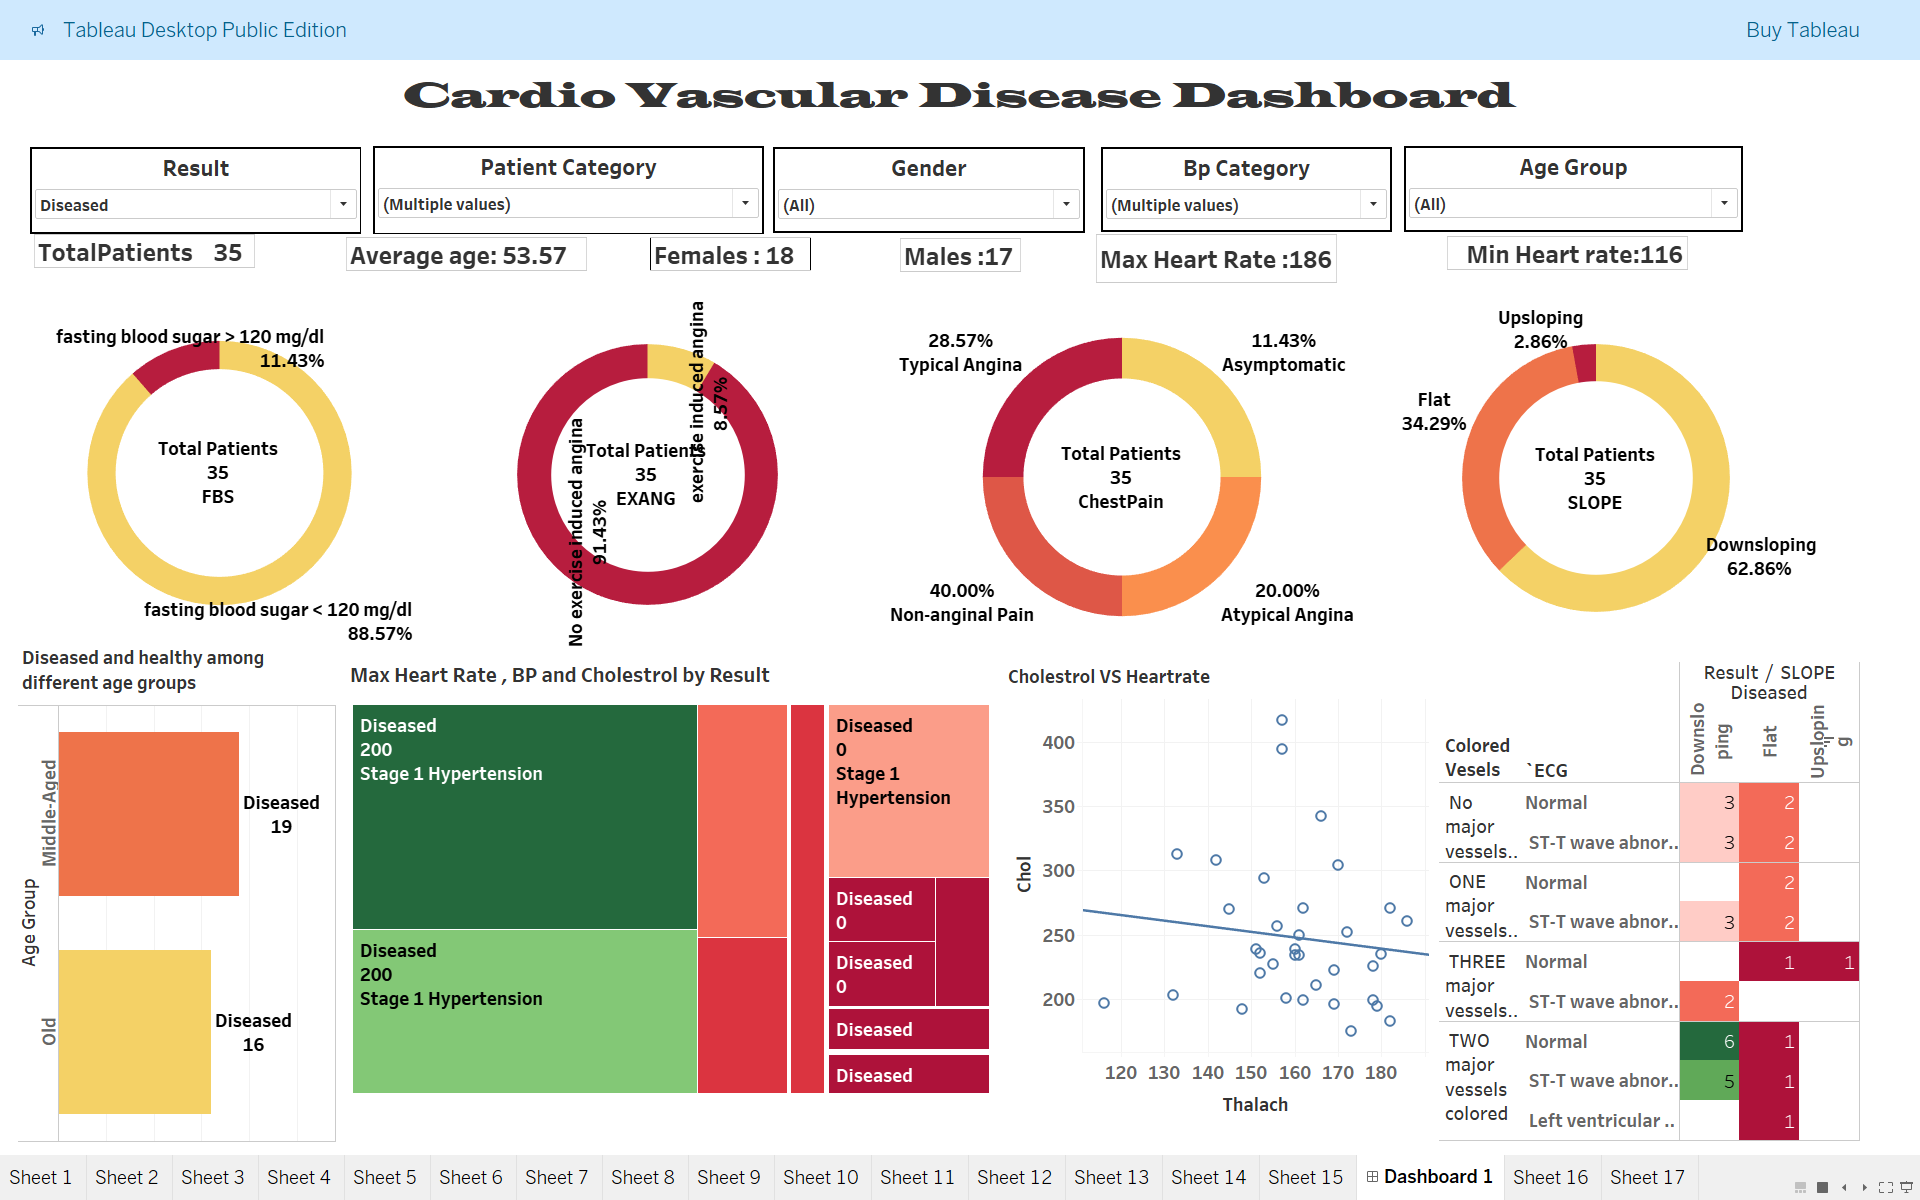 Tableau Desktop Public Edition
Buy Tableau
Cardio Vascular Disease Dashboard
Result
Diseased
Patient Category
(Multiple values)
Gender
(All)
Bp Category
(Multiple values)
Age Group
(All)
TotalPatients 35
Average age: 53.57
Females : 18
Males :17
Max Heart Rate :186
Min Heart rate:116
fasting blood sugar > 120 mg/dl
11.43%
Total Patients
35
FBS
fasting blood sugar < 120 mg/dl
88.57%
exercise induced angina
8.57%
Total Patients
35
EXANG
No exercise induced angina
91.43%
28.57%
Typical Angina
11.43%
Asymptomatic
Total Patients
35
ChestPain
40.00%
Non-anginal Pain
20.00%
Atypical Angina
Upsloping
2.86%
Flat
34.29%
Total Patients
35
SLOPE
Downsloping
62.86%
Diseased and healthy among
different age groups
Age Group
Middle-Aged
Diseased
19
Old
Diseased
16
Max Heart Rate , BP and Cholestrol by Result
Diseased
200
Stage 1 Hypertension
Diseased
200
Stage 1 Hypertension
Diseased
0
Stage 1
Hypertension
Diseased
0
Diseased
0
Diseased
Diseased
Cholestrol VS Heartrate
Chol
400
350
300
250
200
120 130 140 150 160 170 180
Thalach
Result / SLOPE
Diseased
Colored
Vesels
`ECG
Downslo
ping
Flat
Upslopin
g
No
major
vessels..
Normal 3 2
ST-T wave abnor.. 3 2
ONE
major
vessels..
Normal 2
ST-T wave abnor.. 3 2
THREE
major
vessels..
Normal 1 1
ST-T wave abnor.. 2
TWO
major
vessels
colored
Normal 6 1
ST-T wave abnor.. 5 1
Left ventricular .. 1
Sheet 1 Sheet 2 Sheet 3 Sheet 4 Sheet 5 Sheet 6 Sheet 7 Sheet 8 Sheet 9 Sheet 10 Sheet 11 Sheet 12 Sheet 13 Sheet 14 Sheet 15 Dashboard 1 Sheet 16 Sheet 17